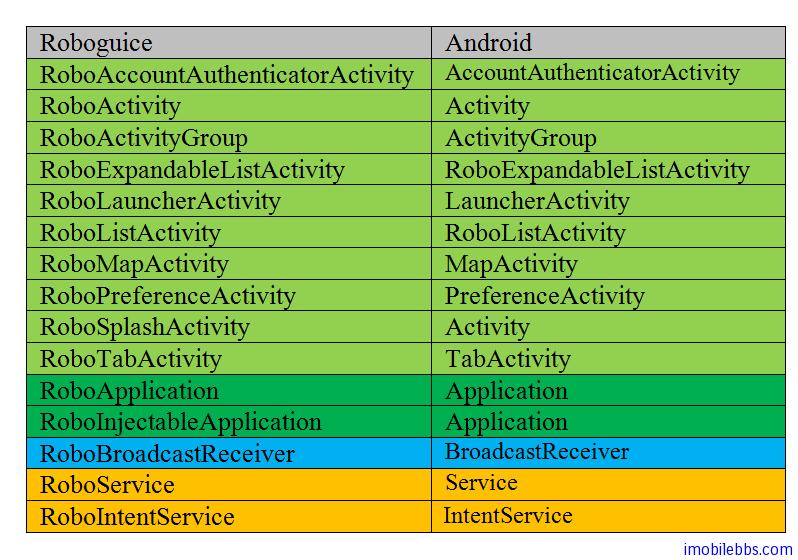 Roboguice Android
RoboAccountAuthenticatorActivity AccountAuthenticatorActivity
RoboActivity Activity
RoboActivityGroup ActivityGroup
RoboExpandableListActivity RoboExpandableListActivity
RoboLauncherActivity LauncherActivity
RoboListActivity RoboListActivity
RoboMapActivity MapActivity
RoboPreferenceActivity PreferenceActivity
RoboSplashActivity Activity
RoboTabActivity TabActivity
RoboApplication Application
RoboInjectableApplication Application
RoboBroadcastReceiver BroadcastReceiver
RoboService Service
RoboIntentService IntentService
imobilebbs.com